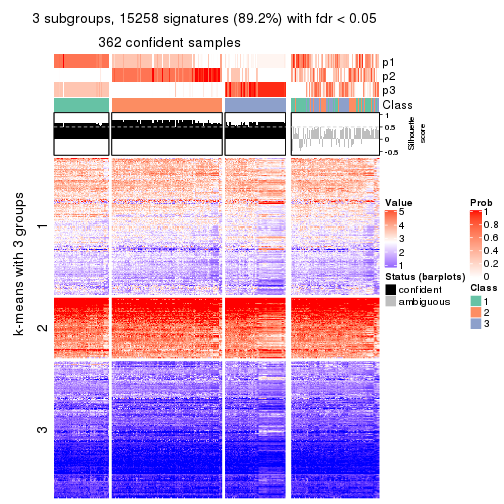 3 subgroups, 15258 signatures (89.2%) with fdr < 0.05
362 confident samples
p1
p2
p3
Class
1
0.5
0
-0.5
Silhouette
score
k-means with 3 groups
1
2
3
Value
5
4
3
2
1
Status (barplots)
confident
ambiguous
Prob
1
0.8
0.6
0.4
0.2
0
Class
1
2
3